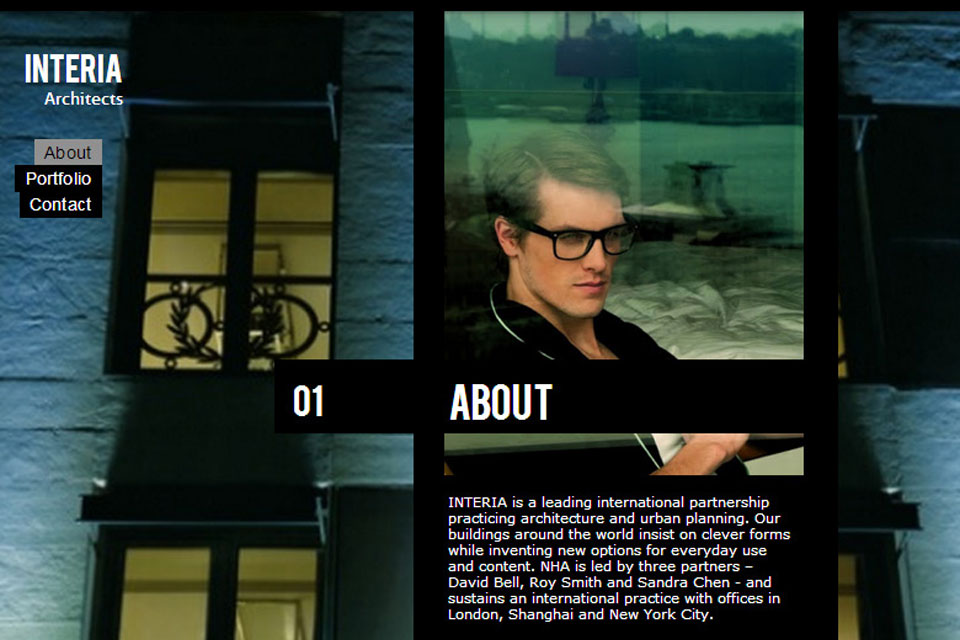 INTERIA
Architects
About
Portfolio
Contact
01
ABOUT
INTERIA is a leading international partnership
practicing architecture and urban planning. Our
buildings around the world insist on clever forms
while inventing new options for everyday use
and content. NHA is led by three partners –
David Bell, Roy Smith and Sandra Chen - and
sustains an international practice with offices in
London, Shanghai and New York City.